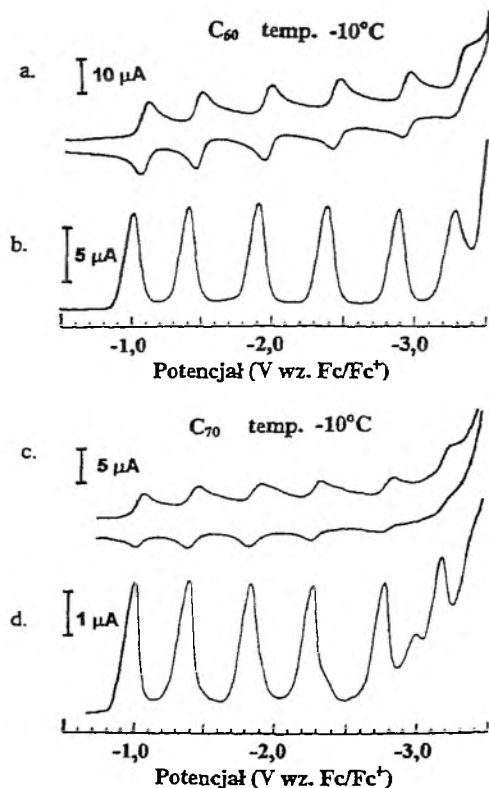 C₆₀ temp. -10°C
a.
10 µA
b.
5 µA
-1,0 -2,0 -3,0
Potencjał (V wz. Fc/Fc⁺)
C₇₀ temp. -10°C
c.
5 µA
d.
1 µA
-1,0 -2,0 -3,0
Potencjał (V wz. Fc/Fc⁺)